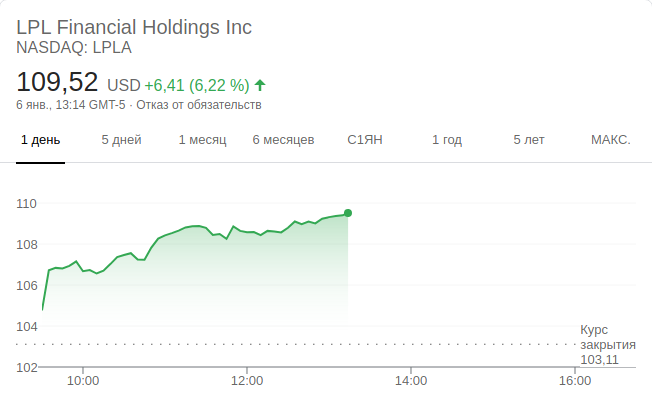 LPL Financial Holdings Inc
NASDAQ: LPLA
109,52 USD +6,41 (6,22 %)
6 янв., 13:14 GMT-5 · Отказ от обязательств
1 день 5 дней 1 месяц 6 месяцев С1ЯН 1 год 5 лет МАКС.
110
108
106
104
Курс
закрытия
103,11
102
10:00 12:00 14:00 16:00